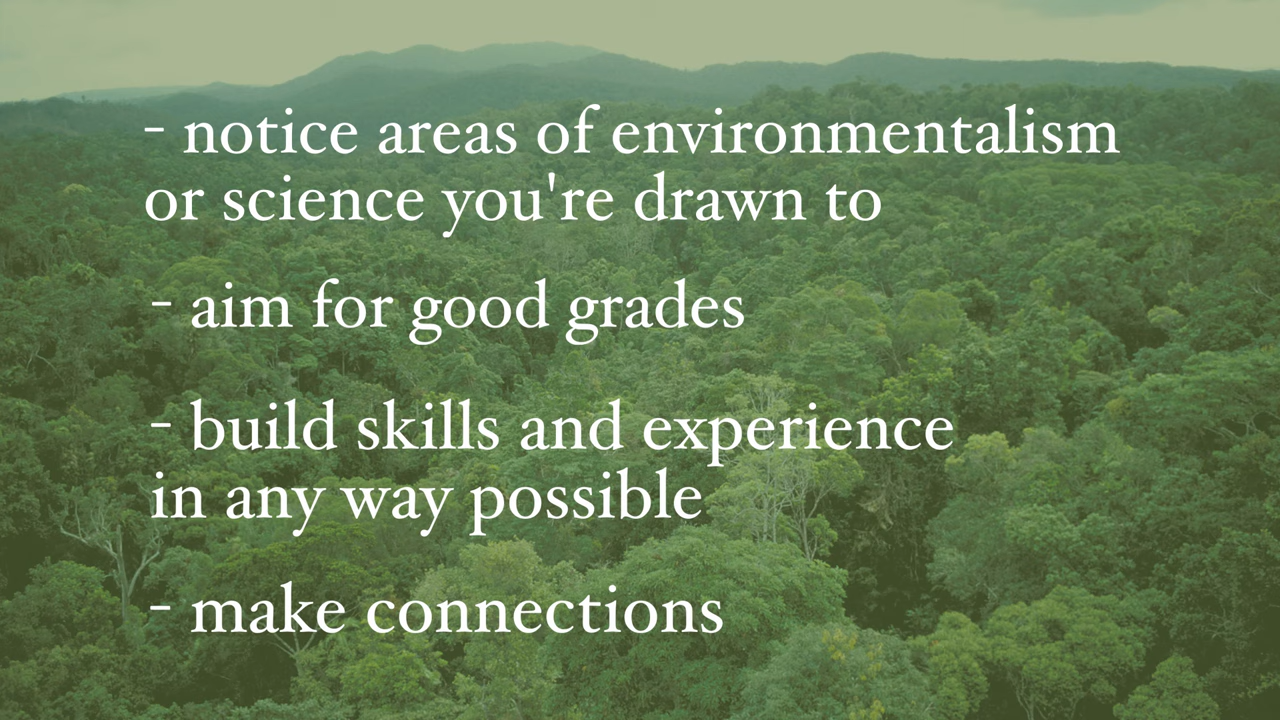 - notice areas of environmentalism
or science you're drawn to
- aim for good grades
- build skills and experience
in any way possible
- make connections